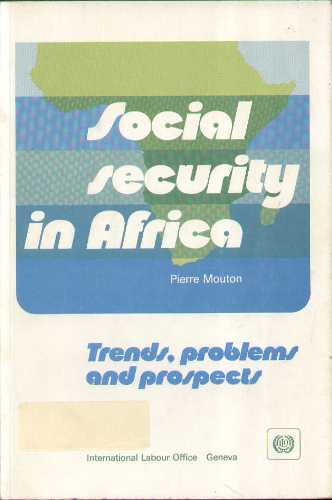 Social
security
in Africa
Pierre Mouton
Trends, problems
and prospects
International Labour Office Geneva